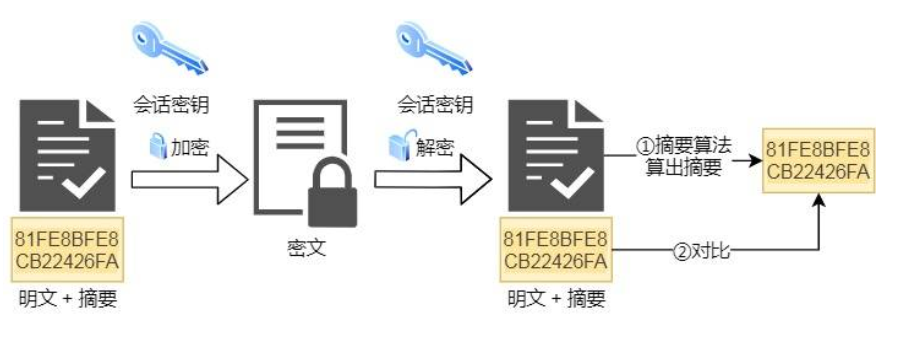 会话密钥
会话密钥
加密
解密
①摘要算法
算出摘要
81FE8BFE8
CB22426FA
密文
81FE8BFE8
CB22426FA
明文 + 摘要
81FE8BFE8
CB22426FA
明文 + 摘要
②对比